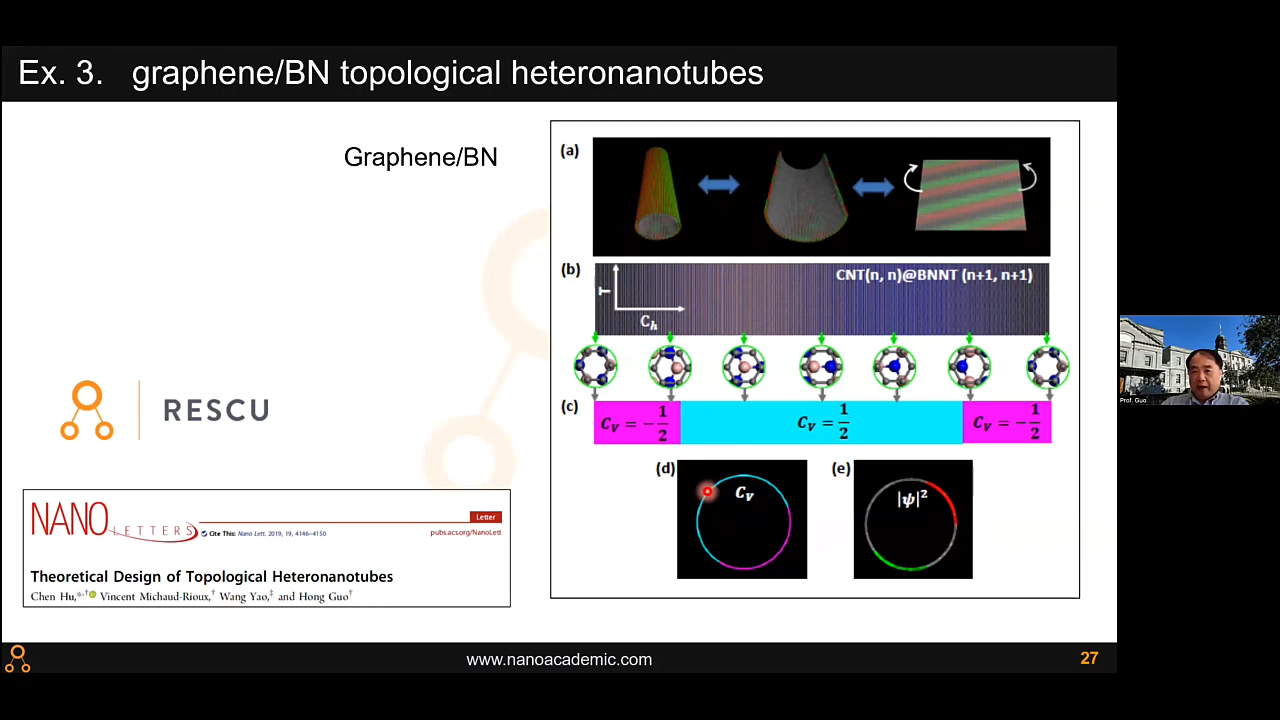 Ex. 3. graphene/BN topological heteronanotubes
Graphene/BN
RESCU
NANO LETTERS
Letter
Cite This: Nano Lett. 2019, 19, 4146−4150
pubs.acs.org/NanoLett
Theoretical Design of Topological Heteronanotubes
Chen Hu,*,† Vincent Michaud-Rioux,† Wang Yao,‡ and Hong Guo†
(a)
(b)
CNT(n, n)@BNNT (n+1, n+1)
T
C_h
(c)
C_V = −1/2
C_V = 1/2
C_V = −1/2
(d)
C_V
(e)
|ψ|²
Prof. Guo
www.nanoacademic.com
27